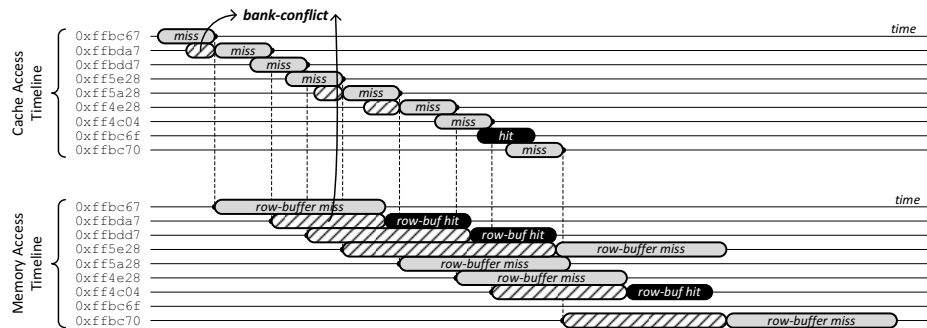 bank-conflict
Cache Access
Timeline
time
0xffbc67 miss
0xffbda7 miss
0xffbdd7 miss
0xff5e28 miss
0xff5a28 miss
0xff4e28 miss
0xff4c04 miss
0xffbc6f hit
0xffbc70 miss
Memory Access
Timeline
time
0xffbc67 row-buffer miss
0xffbda7 row-buf hit
0xffbdd7 row-buf hit
0xff5e28 row-buffer miss
0xff5a28 row-buffer miss
0xff4e28 row-buffer miss
0xff4c04 row-buf hit
0xffbc6f
0xffbc70 row-buffer miss